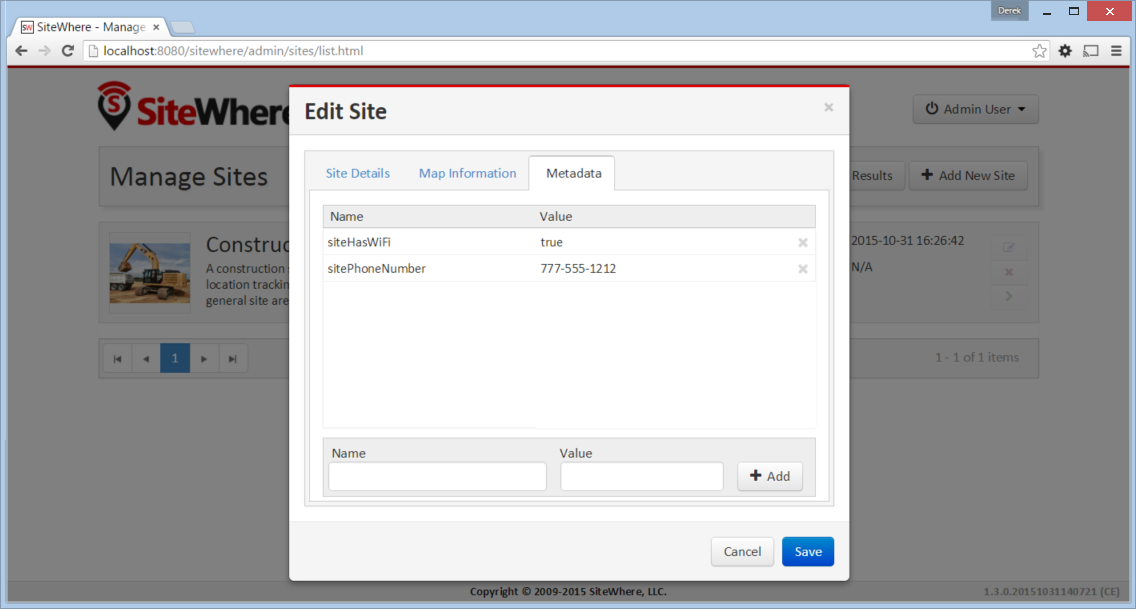 Derek
SW SiteWhere - Manage
localhost:8080/sitewhere/admin/sites/list.html
S SiteWhere
Admin User
Manage Sites
Results
Add New Site
Construc
A construction
location trackin
general site are
2015-10-31 16:26:42
N/A
1
1 - 1 of 1 items
Edit Site
Site Details Map Information Metadata
Name Value
siteHasWiFi true
sitePhoneNumber 777-555-1212
Name Value
Add
Cancel Save
Copyright © 2009-2015 SiteWhere, LLC.
1.3.0.20151031140721 (CE)